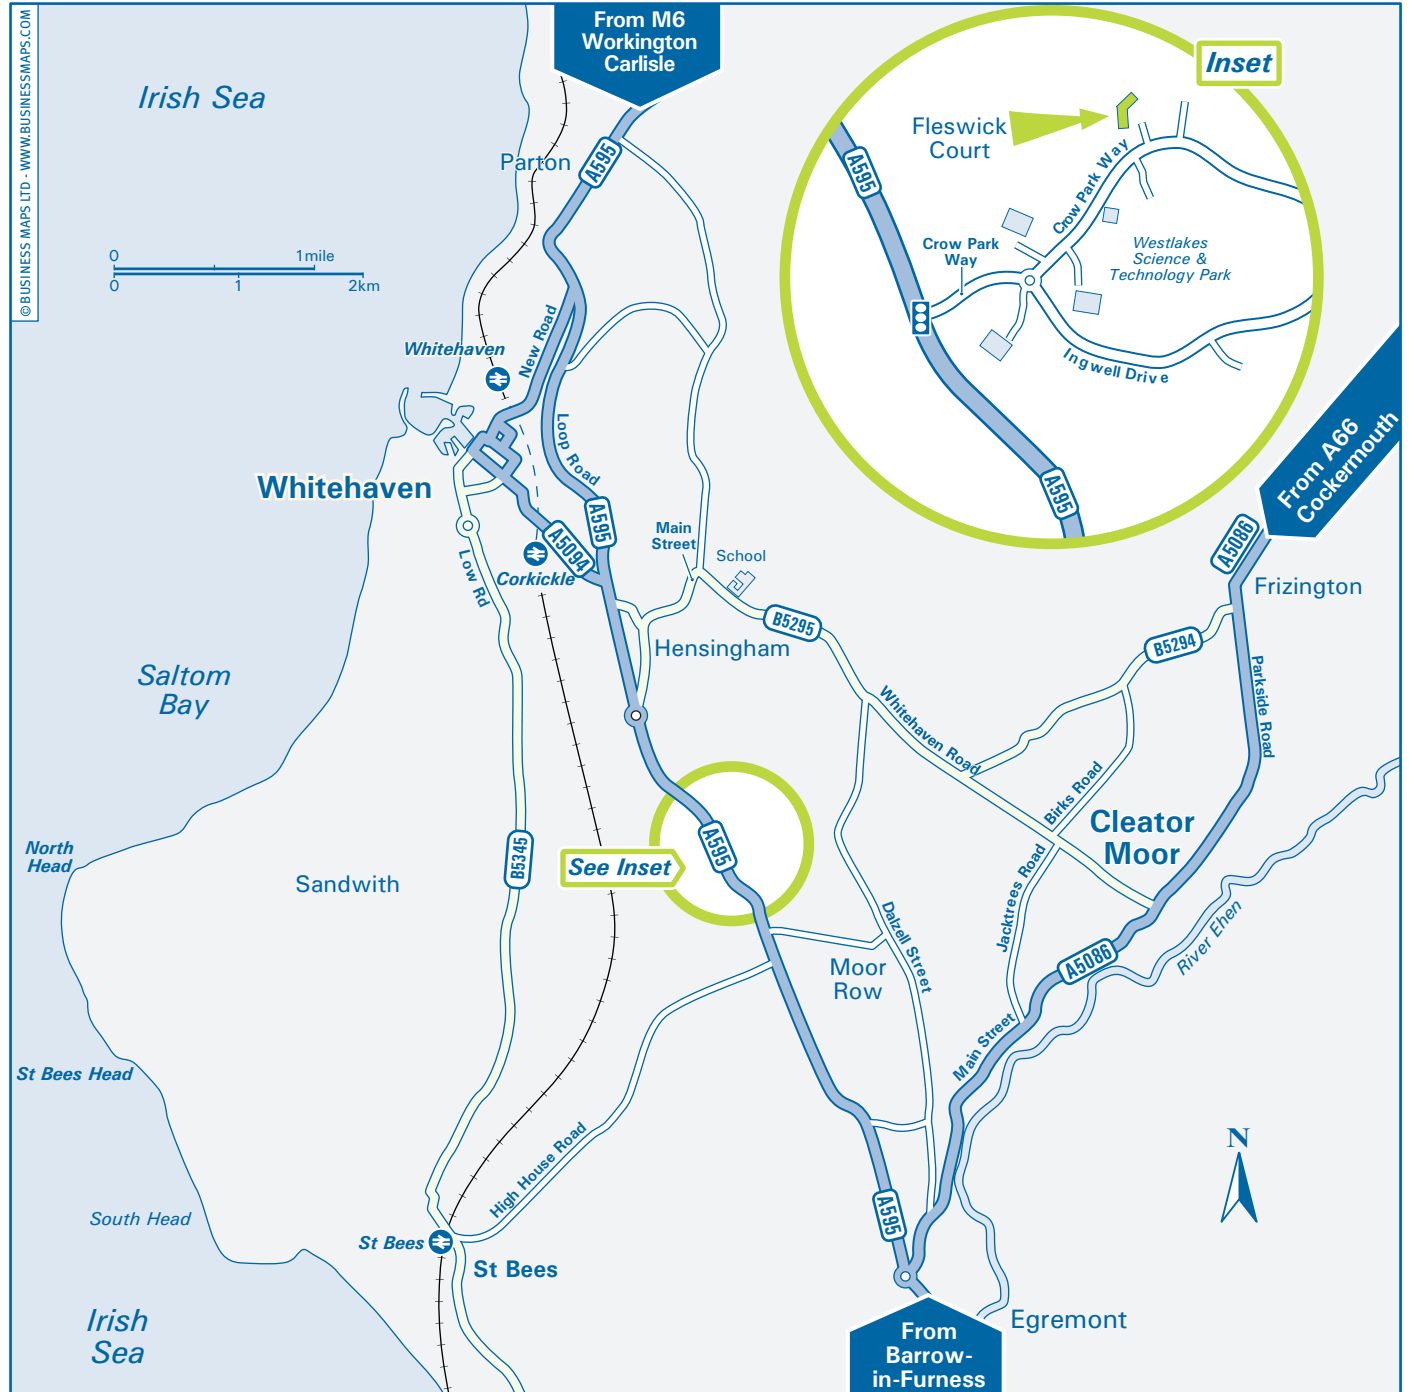 © BUSINESS MAPS LTD - WWW.BUSINESSMAPS.COM
From M6
Workington
Carlisle
Irish Sea
Inset
Fleswick
Court
A595
Crow Park Way
Crow Park
Way
Westlakes
Science &
Technology Park
Ingwell Drive
A595
Parton
A595
0 1mile
0 1 2km
New Road
Whitehaven
Loop Road
Whitehaven
A595
A5094
Corkickle
Low Rd
Main
Street
School
B5295
Hensingham
From A66
Cockermouth
A5086
Frizington
B5294
Parkside Road
Saltom
Bay
Whitehaven Road
Birks Road
Cleator
Moor
North
Head
Sandwith
B5345
See Inset
A595
Jacktrees Road
Dalzell Street
Moor
Row
A5086
River Ehen
Main Street
St Bees Head
High House Road
N
South Head
St Bees
St Bees
A595
Irish
Sea
Egremont
From
Barrow-
in-Furness